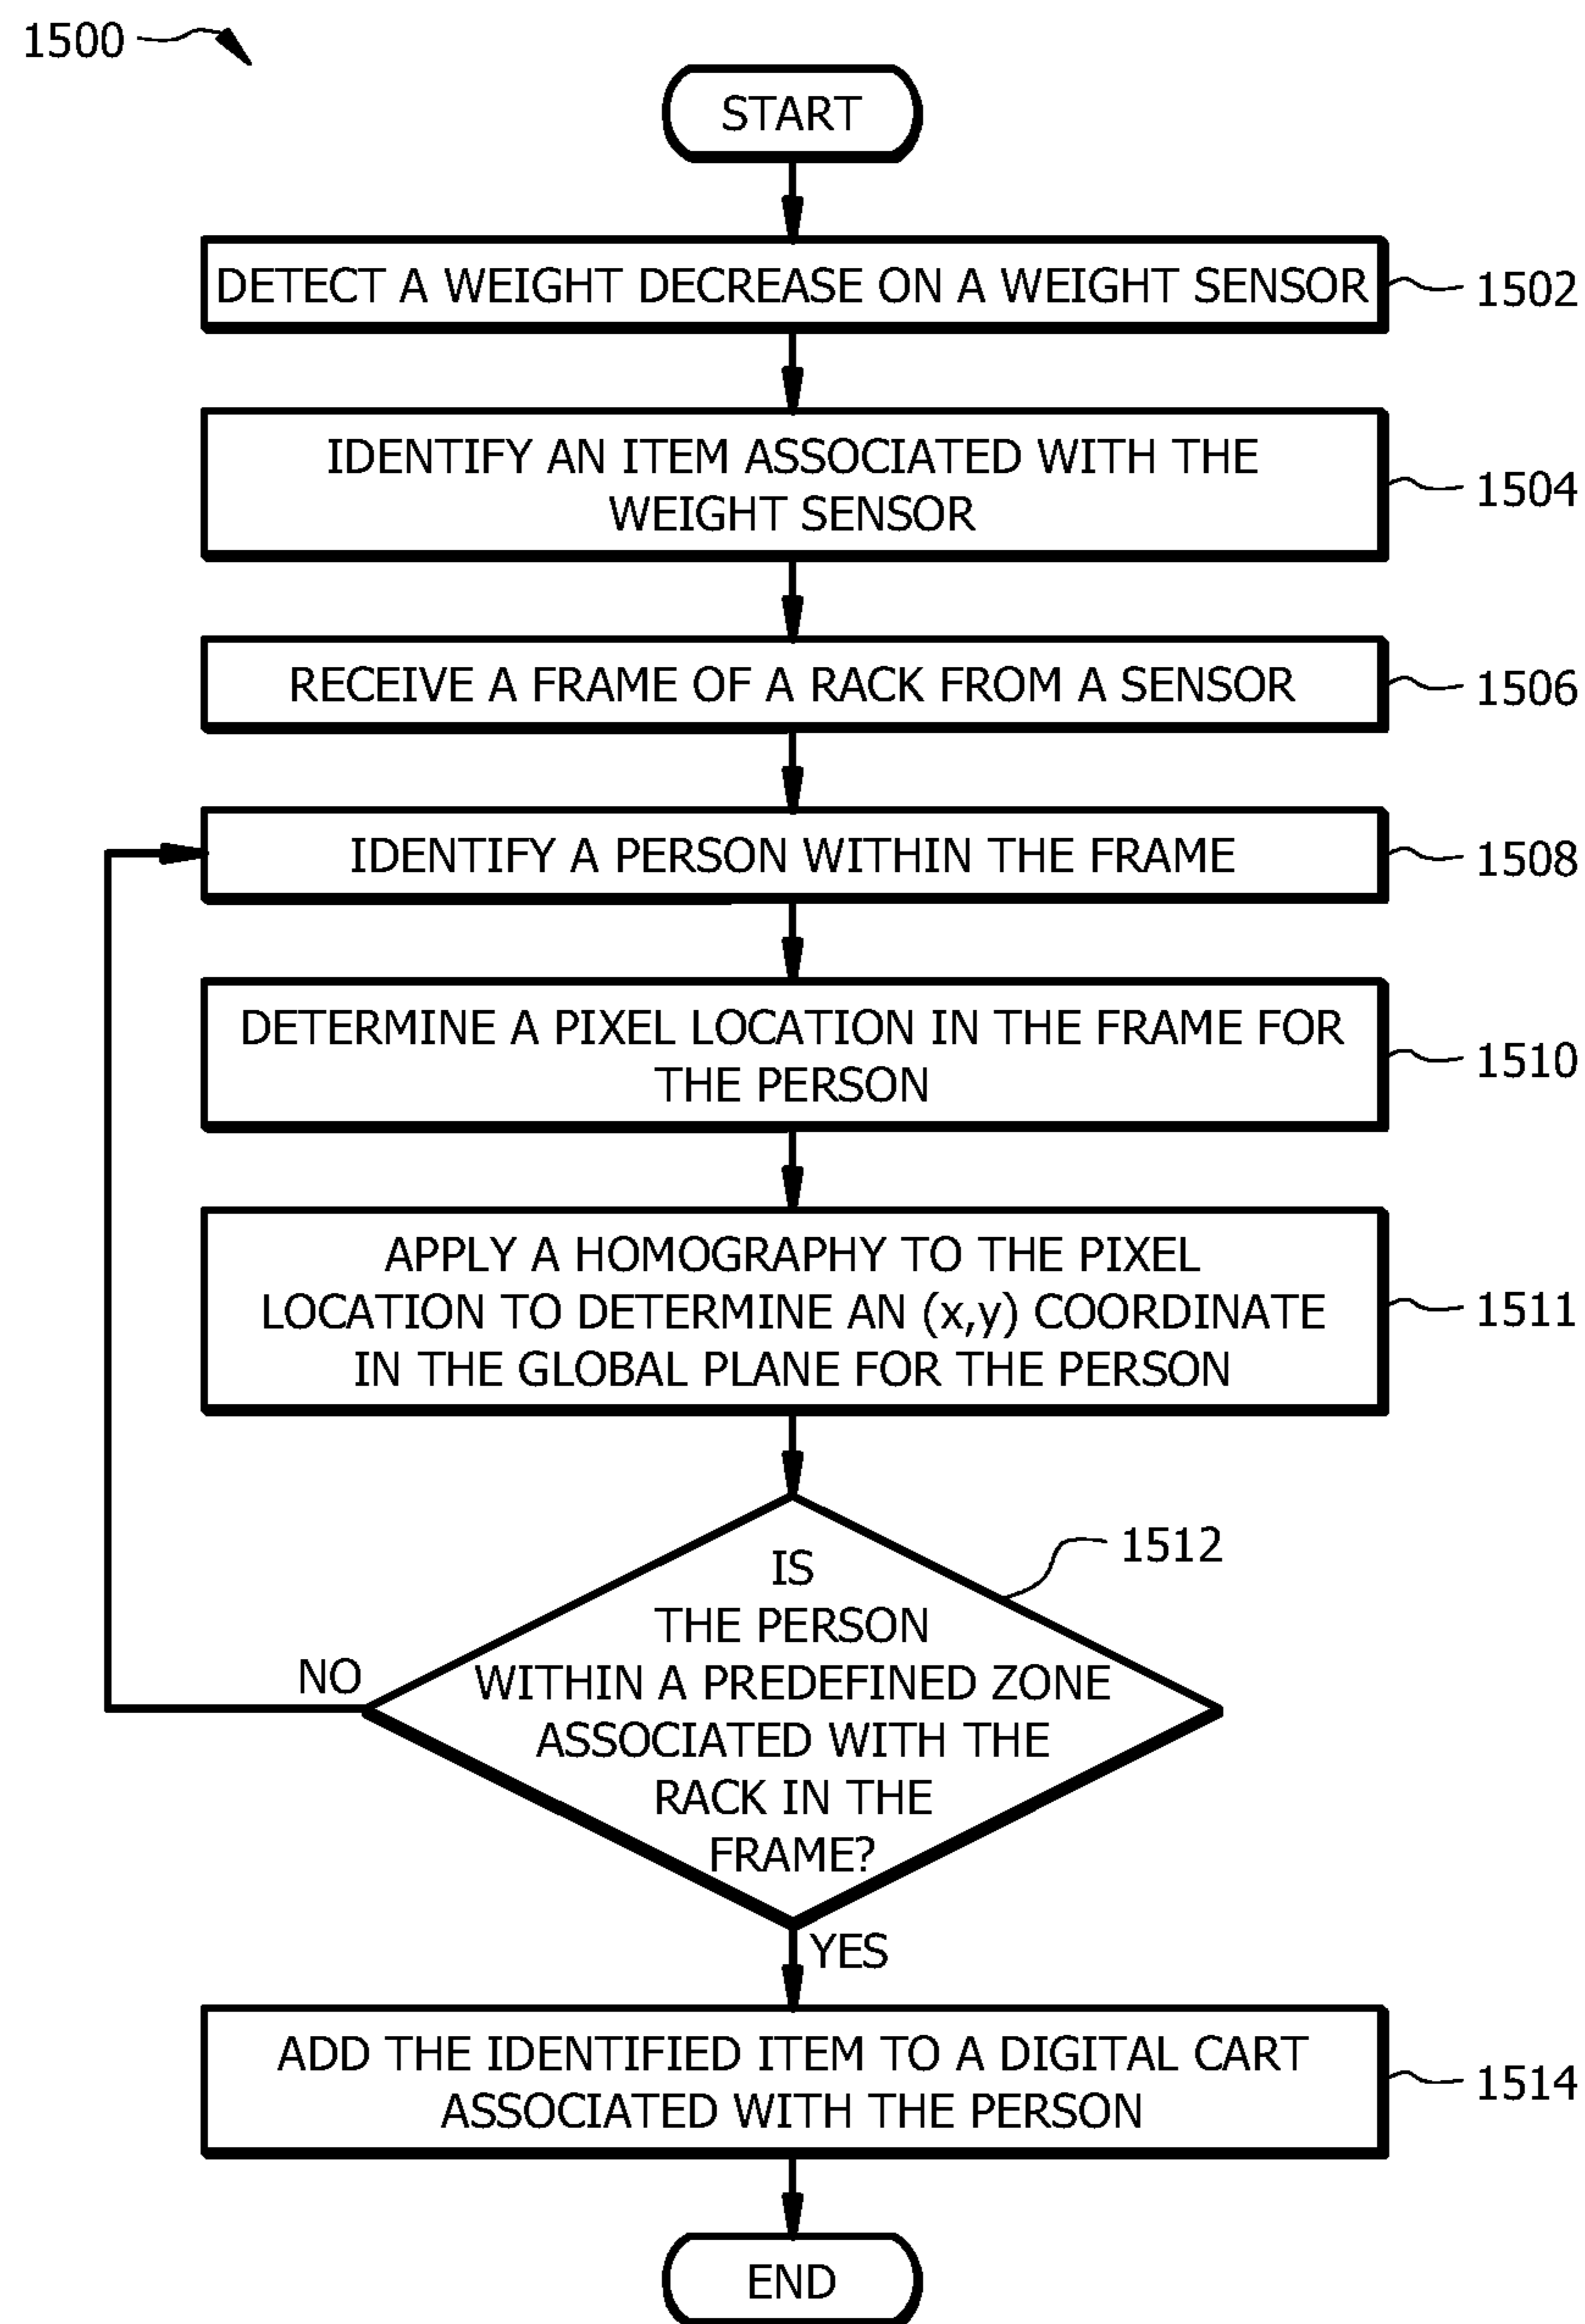 1500
START
DETECT A WEIGHT DECREASE ON A WEIGHT SENSOR
1502
IDENTIFY AN ITEM ASSOCIATED WITH THE
WEIGHT SENSOR
1504
RECEIVE A FRAME OF A RACK FROM A SENSOR
1506
IDENTIFY A PERSON WITHIN THE FRAME
1508
DETERMINE A PIXEL LOCATION IN THE FRAME FOR
THE PERSON
1510
APPLY A HOMOGRAPHY TO THE PIXEL
LOCATION TO DETERMINE AN (x,y) COORDINATE
IN THE GLOBAL PLANE FOR THE PERSON
1511
IS
THE PERSON
WITHIN A PREDEFINED ZONE
ASSOCIATED WITH THE
RACK IN THE
FRAME?
1512
NO
YES
ADD THE IDENTIFIED ITEM TO A DIGITAL CART
ASSOCIATED WITH THE PERSON
1514
END